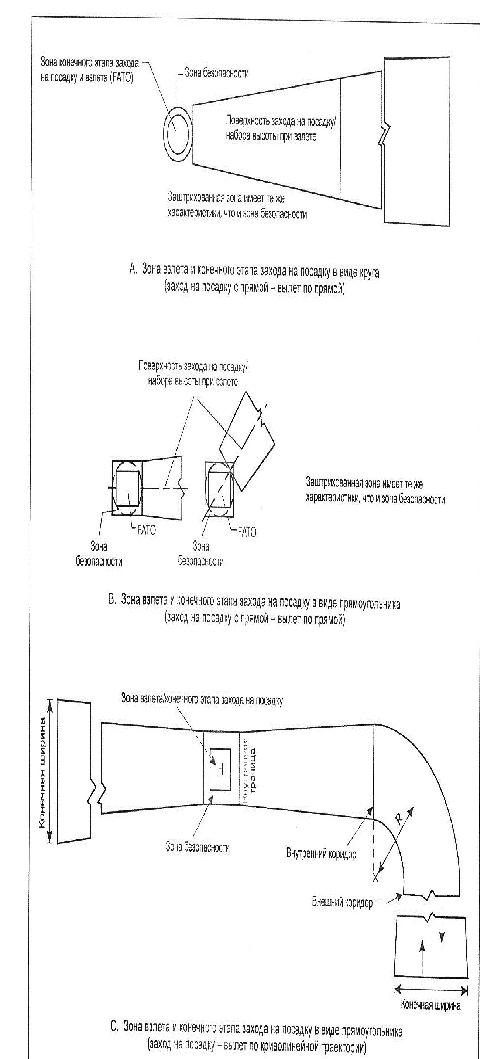 Зона конечного этапа захода
на посадку и взлета (FATO)
Зона безопасности
Поверхность захода на посадку/
набора высоты при взлете
Заштрихованная зона имеет те же
характеристики, что и зона безопасности
A. Зона взлета и конечного этапа захода на посадку в виде круга
(заход на посадку с прямой – вылет по прямой)
Поверхность захода на посадку/
набора высоты при взлете
Заштрихованная зона имеет те же
характеристики, что и зона безопасности
FATO
FATO
Зона
безопасности
Зона
безопасности
B. Зона взлета и конечного этапа захода на посадку в виде прямоугольника
(заход на посадку с прямой – вылет по прямой)
Зона взлета/конечного этапа захода на посадку
Конечная ширина
Внутренняя
граница
H
R
Зона безопасности
Внутренний коридор
Внешний коридор
Конечная ширина
C. Зона взлета и конечного этапа захода на посадку в виде прямоугольника
(заход на посадку – вылет по криволинейной траектории)